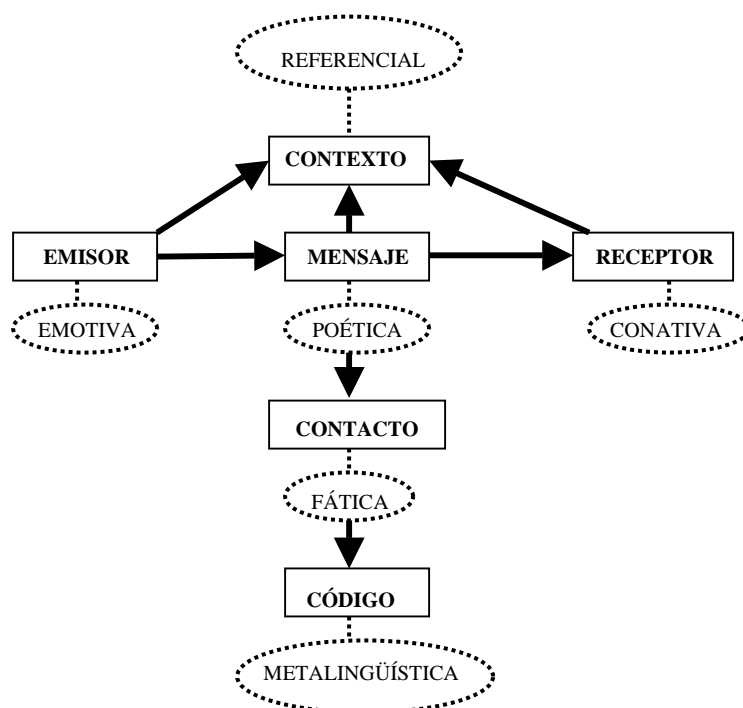 REFERENCIAL
CONTEXTO
EMISOR
MENSAJE
RECEPTOR
EMOTIVA
POÉTICA
CONATIVA
CONTACTO
FÁTICA
CÓDIGO
METALINGÜÍSTICA